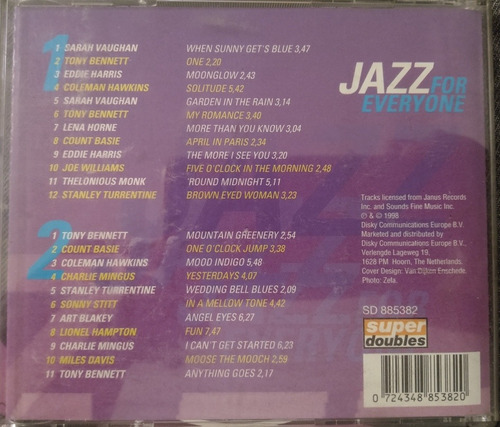 1
1 SARAH VAUGHAN WHEN SUNNY GET'S BLUE 3,47
2 TONY BENNETT ONE 2,20
3 EDDIE HARRIS MOONGLOW 2,43
4 COLEMAN HAWKINS SOLITUDE 5,42
5 SARAH VAUGHAN GARDEN IN THE RAIN 3,14
6 TONY BENNETT MY ROMANCE 3,40
7 LENA HORNE MORE THAN YOU KNOW 3,04
8 COUNT BASIE APRIL IN PARIS 2,34
9 EDDIE HARRIS THE MORE I SEE YOU 3,20
10 JOE WILLIAMS FIVE O'CLOCK IN THE MORNING 2,48
11 THELONIOUS MONK 'ROUND MIDNIGHT 5,11
12 STANLEY TURRENTINE BROWN EYED WOMAN 3,23
2
1 TONY BENNETT MOUNTAIN GREENERY 2,54
2 COUNT BASIE ONE O'CLOCK JUMP 3,38
3 COLEMAN HAWKINS MOOD INDIGO 5,48
4 CHARLIE MINGUS YESTERDAYS 4,07
5 STANLEY TURRENTINE WEDDING BELL BLUES 2,09
6 SONNY STITT IN A MELLOW TONE 4,42
7 ART BLAKEY ANGEL EYES 6,27
8 LIONEL HAMPTON FUN 7,47
9 CHARLIE MINGUS I CAN'T GET STARTED 6,23
10 MILES DAVIS MOOSE THE MOOCH 2,59
11 TONY BENNETT ANYTHING GOES 2,17
JAZZ FOR
EVERYONE
Tracks licensed from Janus Records
Inc. and Sounds Fine Music Inc.
℗ & © 1998
Disky Communications Europe B.V.
Marketed and distributed by
Disky Communications Europe B.V.,
Verlengde Lageweg 19,
1628 PM Hoorn, The Netherlands.
Cover Design: Van Dijken Enschede.
Photo: Zefa.
SD 885382
super
doubles
0 724348 853820